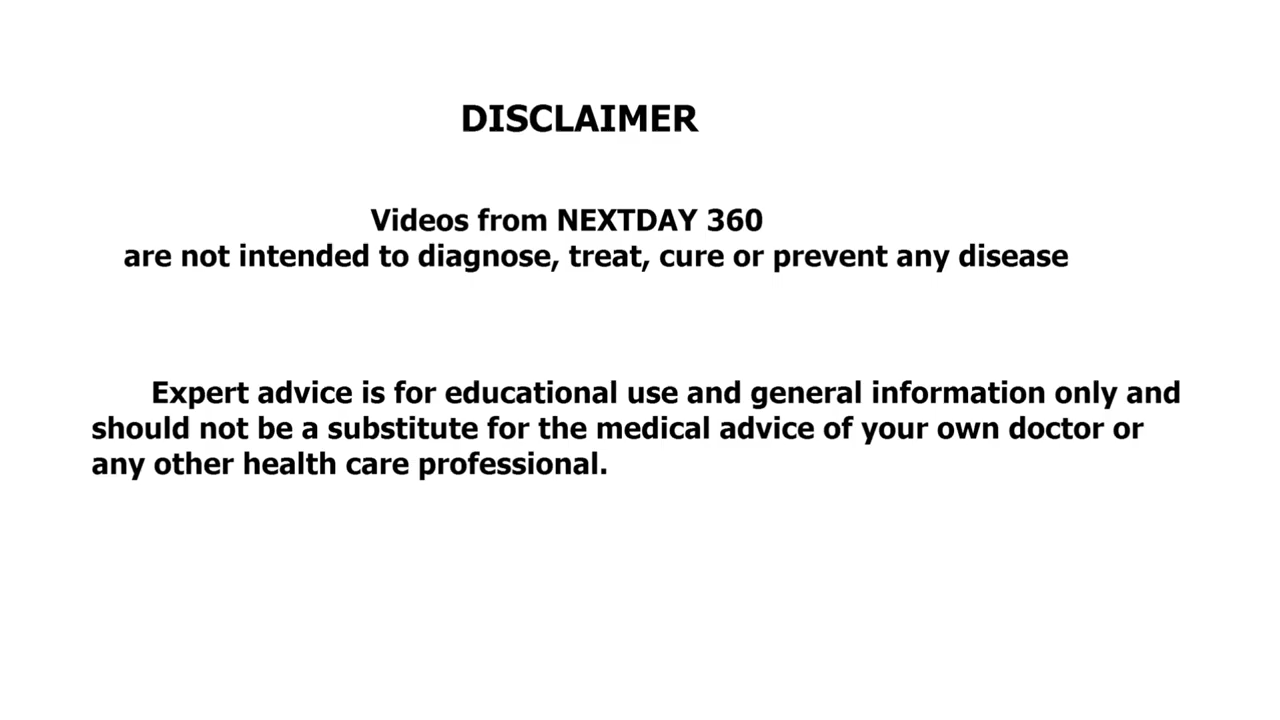 DISCLAIMER
Videos from NEXTDAY 360
are not intended to diagnose, treat, cure or prevent any disease
Expert advice is for educational use and general information only and
should not be a substitute for the medical advice of your own doctor or
any other health care professional.